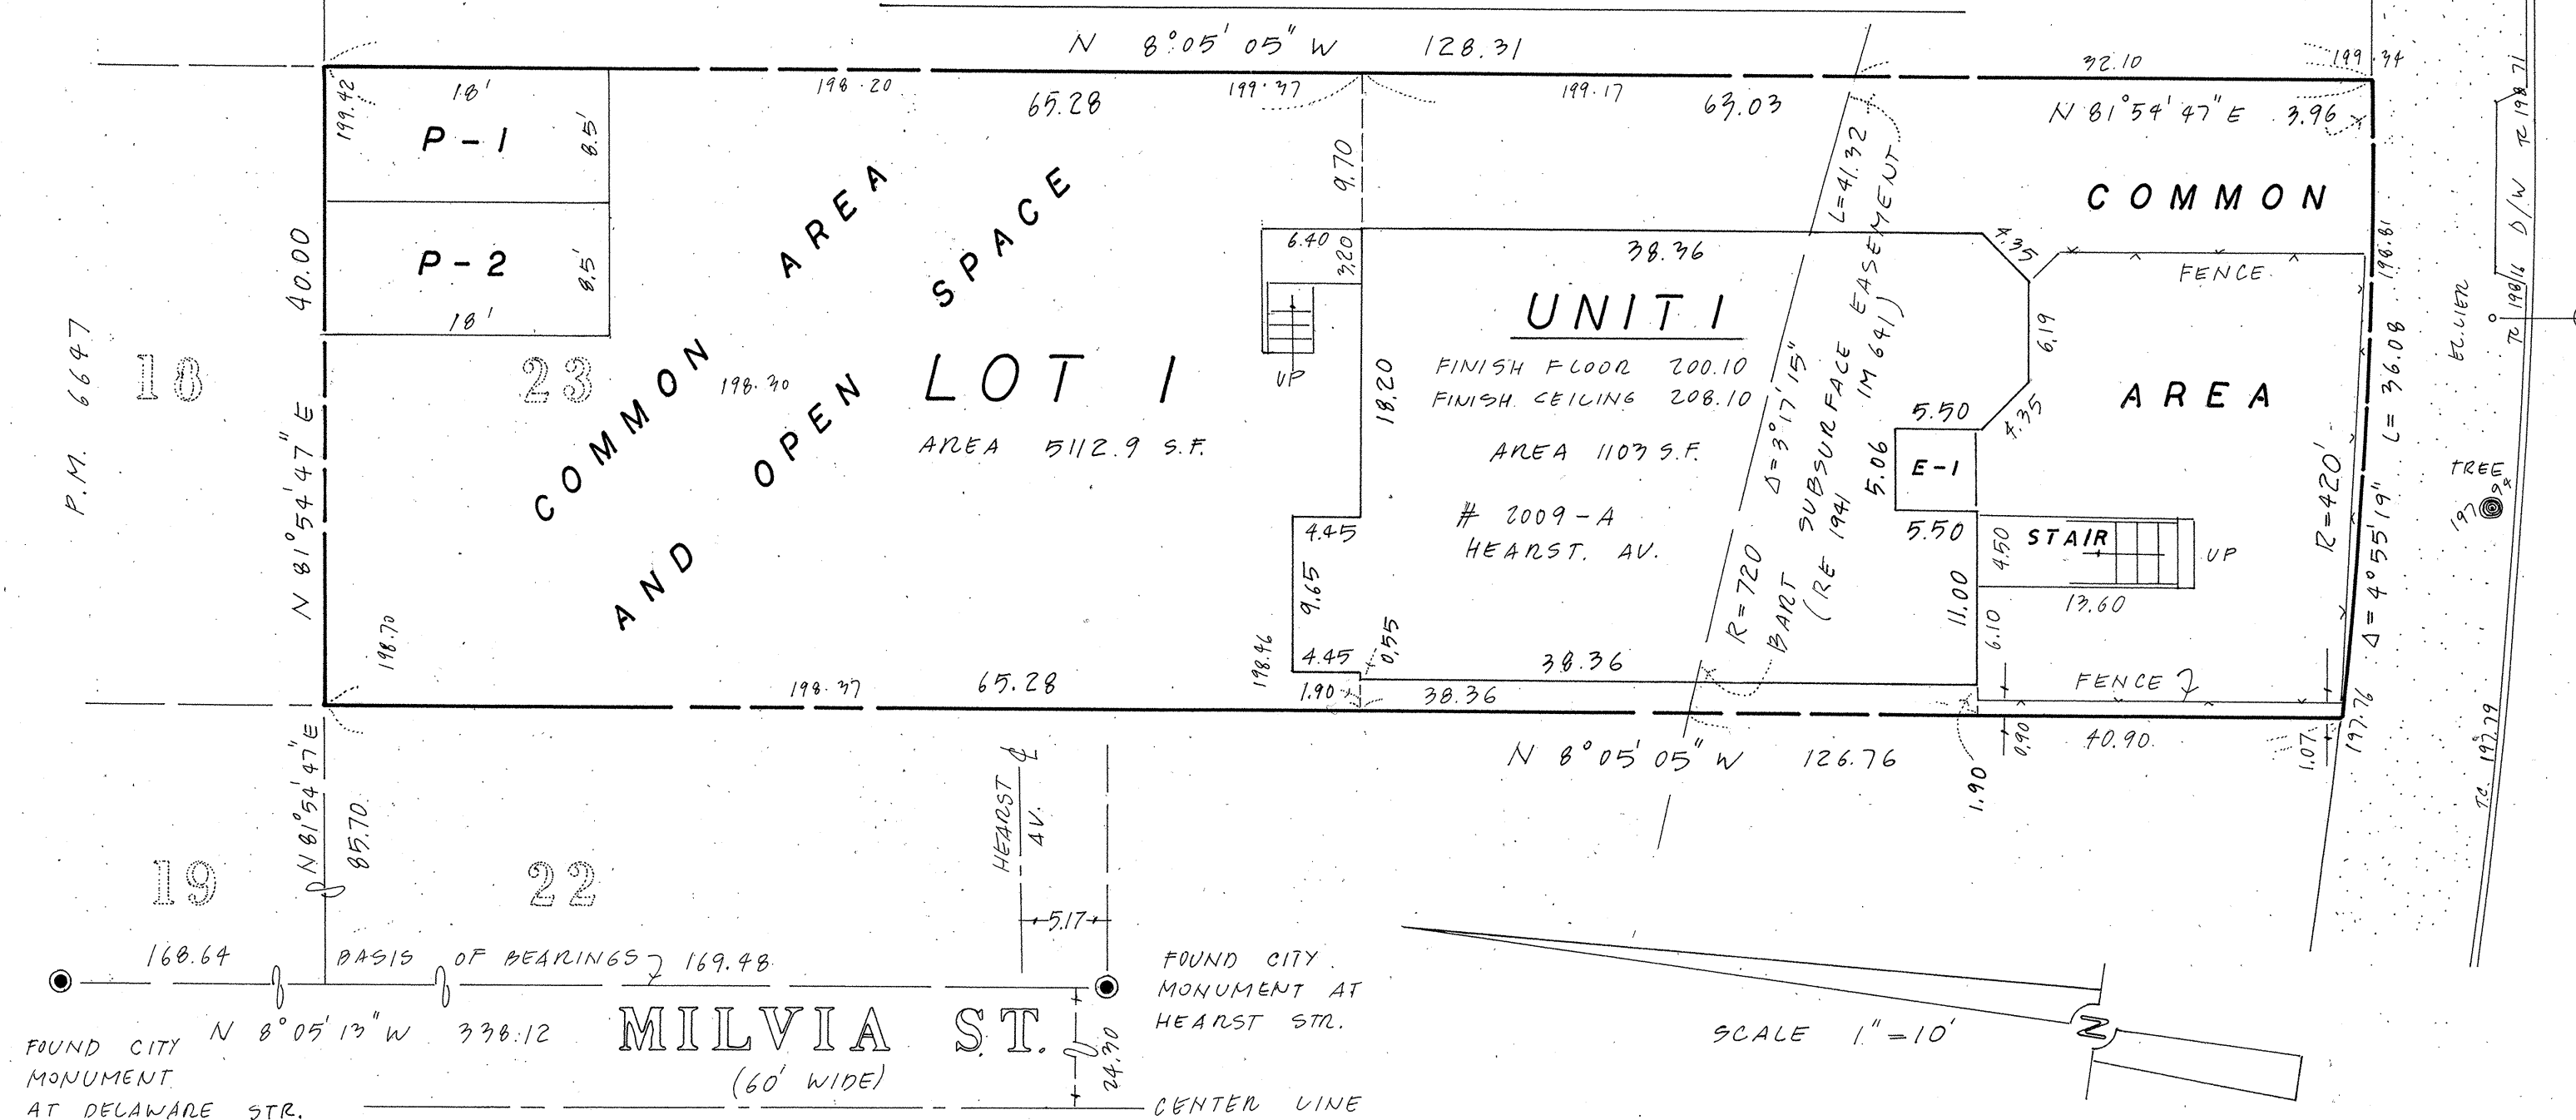 N 8°05' 05" W 128.31
198.20
65.28
199.37
199.17
63.03
32.10
199.34
N 81°54'47" E 3.96
199.42
18'
P-1
8.5'
P-2
8.5'
18'
40.00
N 81°54'47" E
P.M. 6647
18
23
COMMON AREA
AND OPEN SPACE
198.30
LOT 1
AREA 5112.9 S.F.
9.70
6.40
3.20
UP
18.20
38.36
UNIT 1
FINISH FLOOR 200.10
FINISH CEILING 208.10
AREA 1103 S.F.
# 2009-A
HEARST. AV.
L=41.32
R=720 Δ=3°17'15"
BART SUBSURFACE EASEMENT
(RE 1941 IM 641)
4.35
6.19
4.35
5.50
5.06
E-1
5.50
COMMON
AREA
FENCE
198.81
Δ = 4°55'19" L = 36.08
R=420'
STAIR
UP
4.50
13.60
11.00
6.10
FENCE
4.45
9.65
4.45
0.55
198.46
1.90
38.36
38.36
198.70
198.37
65.28
N 8°05'05" W 126.76
1.90
0.90
40.90
1.07
197.76
T.C. 197.79
TREE
D/W
TC 198.71
TC 198.16
N 81°54'47" E
85.70
19
22
HEARST
AV.
5.17
168.64
BASIS OF BEARINGS
169.48
N 8°05'13" W 338.12
FOUND CITY
MONUMENT
AT DELAWARE STR.
MILVIA ST.
(60' WIDE)
24.30
FOUND CITY
MONUMENT AT
HEARST STR.
CENTER LINE
SCALE 1"=10'
N